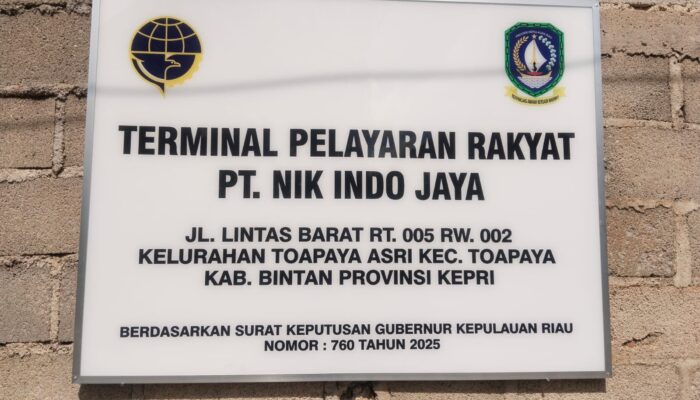 TERMINAL PELAYARAN RAKYAT
PT. NIK INDO JAYA
JL. LINTAS BARAT RT. 005 RW. 002
KELURAHAN TOAPAYA ASRI KEC. TOAPAYA
KAB. BINTAN PROVINSI KEPRI
BERDASARKAN SURAT KEPUTUSAN GUBERNUR KEPULAUAN RIAU
NOMOR : 760 TAHUN 2025